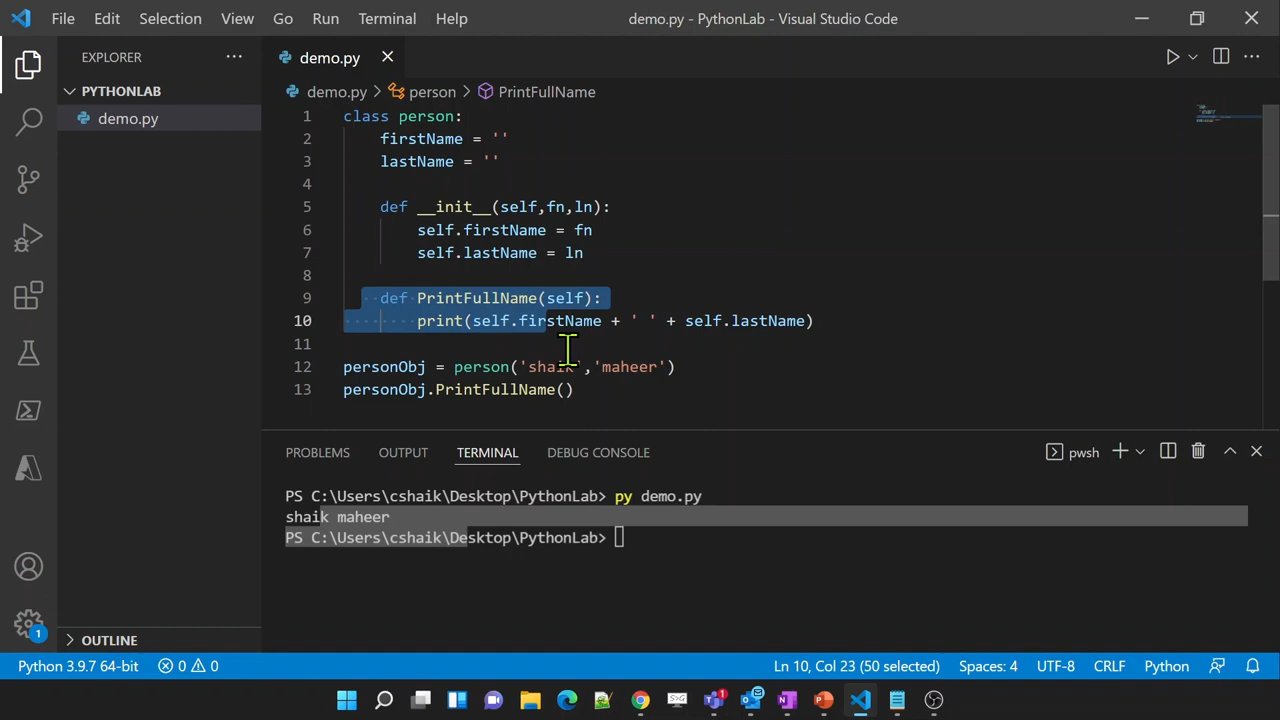 File Edit Selection View Go Run Terminal Help demo.py - PythonLab - Visual Studio Code
EXPLORER
demo.py
PYTHONLAB
demo.py
demo.py > person > PrintFullName
1 class person:
2 firstName = ''
3 lastName = ''
4
5 def __init__(self,fn,ln):
6 self.firstName = fn
7 self.lastName = ln
8
9 def PrintFullName(self):
10 print(self.firstName + ' ' + self.lastName)
11
12 personObj = person('shaik','maheer')
13 personObj.PrintFullName()
PROBLEMS OUTPUT TERMINAL DEBUG CONSOLE
pwsh
PS C:\Users\cshaik\Desktop\PythonLab> py demo.py
shaik maheer
PS C:\Users\cshaik\Desktop\PythonLab>
OUTLINE
1
Python 3.9.7 64-bit 0 0 Ln 10, Col 23 (50 selected) Spaces: 4 UTF-8 CRLF Python
1